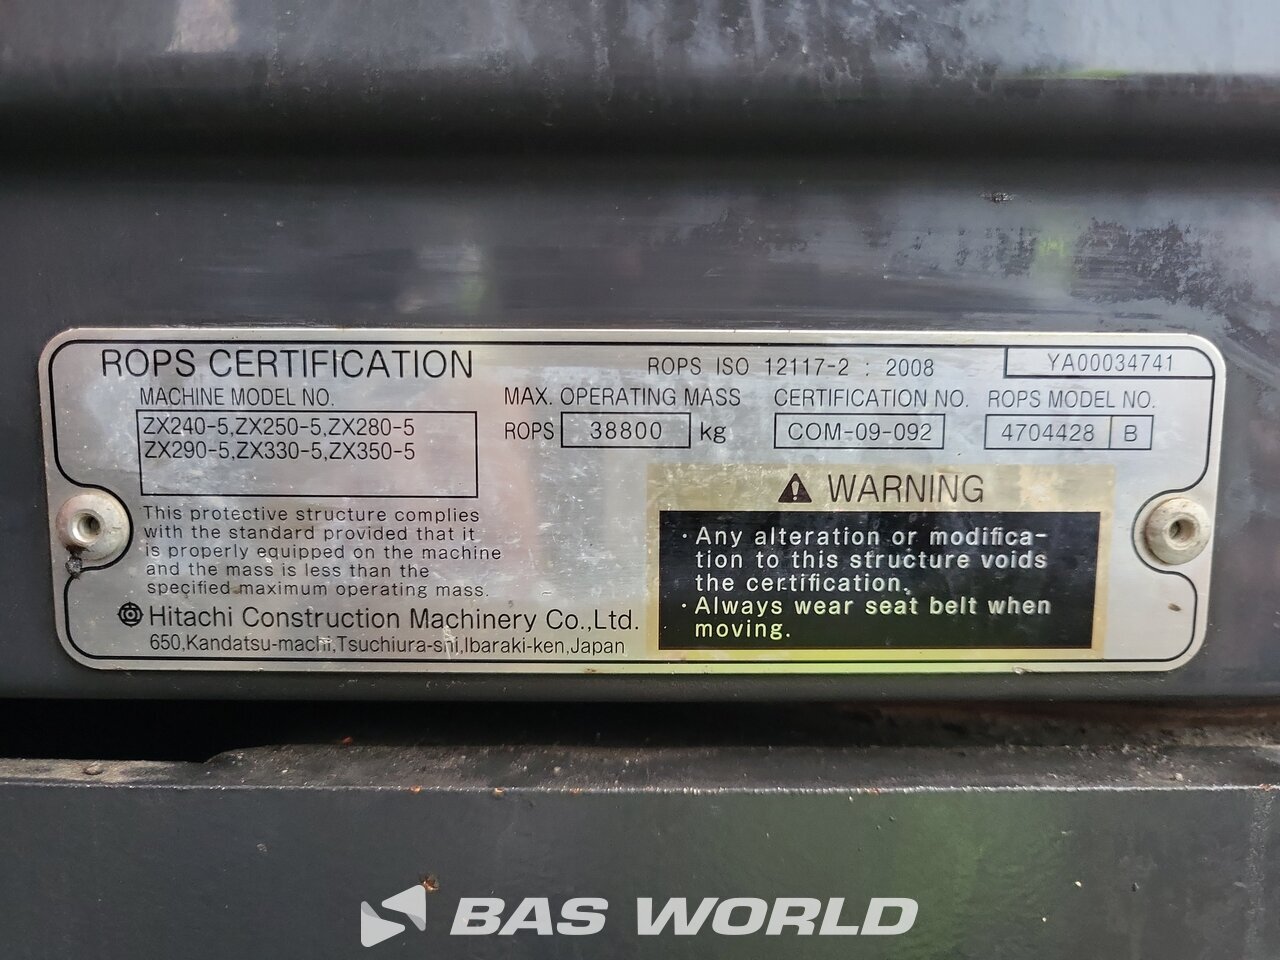 ROPS CERTIFICATION
ROPS ISO 12117-2 : 2008
YA00034741
MACHINE MODEL NO.
ZX240-5,ZX250-5,ZX280-5
ZX290-5,ZX330-5,ZX350-5
MAX. OPERATING MASS
ROPS 38800 kg
CERTIFICATION NO.
COM-09-092
ROPS MODEL NO.
4704428 B
This protective structure complies
with the standard provided that it
is properly equipped on the machine
and the mass is less than the
specified maximum operating mass.
Hitachi Construction Machinery Co.,Ltd.
650,Kandatsu-machi,Tsuchiura-shi,Ibaraki-ken,Japan
WARNING
・Any alteration or modifica-
tion to this structure voids
the certification.
・Always wear seat belt when
moving.
BAS WORLD